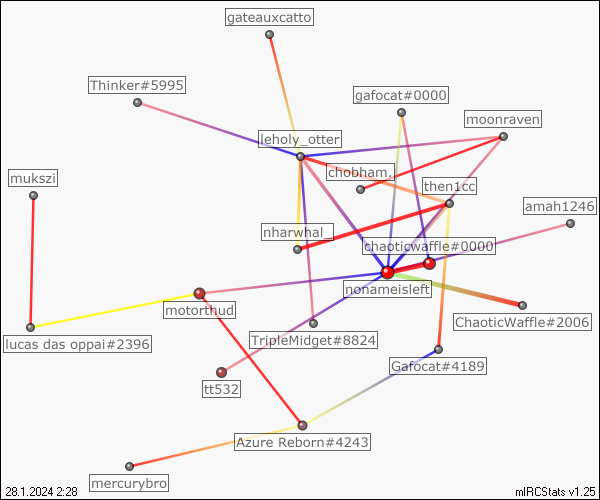 gateauxcatto
Thinker#5995
gafocat#0000
moonraven
leholy_otter
chobham.
mukszi
then1cc
amah1246
nharwhal_
chaoticwaffle#0000
nonameisleft
motorthud
ChaoticWaffle#2006
lucas das oppai#2396
TripleMidget#8824
Gafocat#4189
tt532
Azure Reborn#4243
mercurybro
28.1.2024 2:28
mIRCStats v1.25